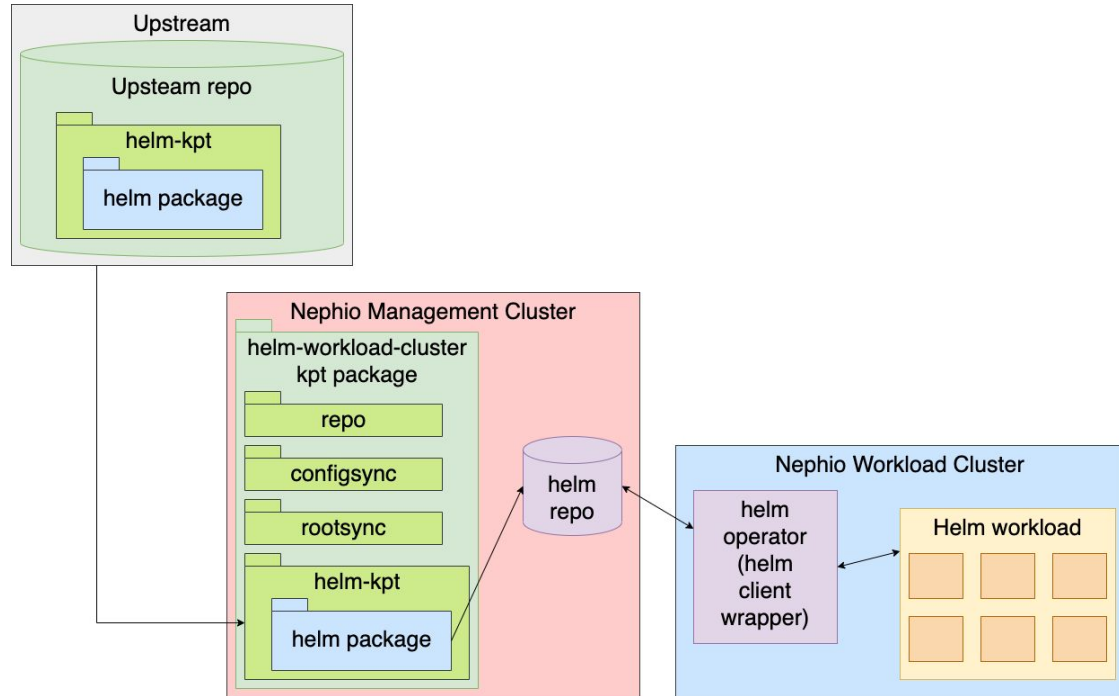 Upstream
Upsteam repo
helm-kpt
helm package
Nephio Management Cluster
helm-workload-cluster
kpt package
repo
configsync
rootsync
helm-kpt
helm package
helm
repo
Nephio Workload Cluster
helm
operator
(helm
client
wrapper)
Helm workload